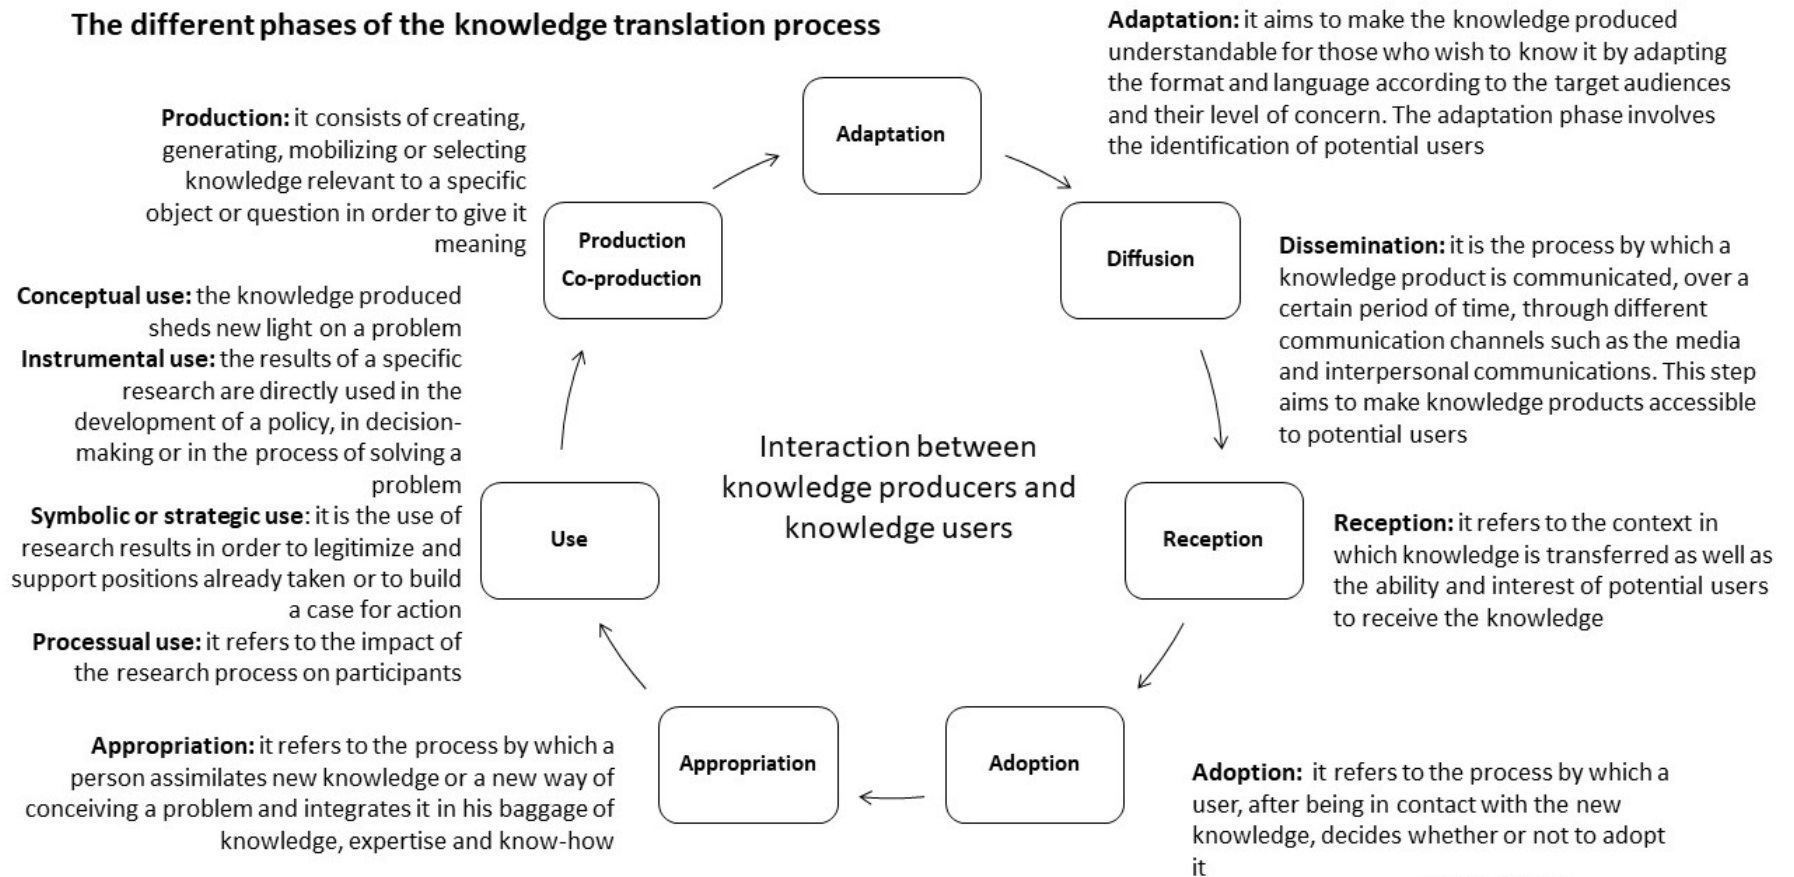 The different phases of the knowledge translation process
Adaptation: it aims to make the knowledge produced
understandable for those who wish to know it by adapting
the format and language according to the target audiences
and their level of concern. The adaptation phase involves
the identification of potential users
Adaptation
Production: it consists of creating,
generating, mobilizing or selecting
knowledge relevant to a specific
object or question in order to give it
meaning
Production
Co-production
Diffusion
Dissemination: it is the process by which a
knowledge product is communicated, over a
certain period of time, through different
communication channels such as the media
and interpersonal communications. This step
aims to make knowledge products accessible
to potential users
Conceptual use: the knowledge produced
sheds new light on a problem
Instrumental use: the results of a specific
research are directly used in the
development of a policy, in decision-
making or in the process of solving a
problem
Symbolic or strategic use: it is the use of
research results in order to legitimize and
support positions already taken or to build
a case for action
Processual use: it refers to the impact of
the research process on participants
Use
Interaction between
knowledge producers and
knowledge users
Reception
Reception: it refers to the context in
which knowledge is transferred as well as
the ability and interest of potential users
to receive the knowledge
Appropriation: it refers to the process by which a
person assimilates new knowledge or a new way of
conceiving a problem and integrates it in his baggage of
knowledge, expertise and know-how
Appropriation
Adoption
Adoption: it refers to the process by which a
user, after being in contact with the new
knowledge, decides whether or not to adopt
it